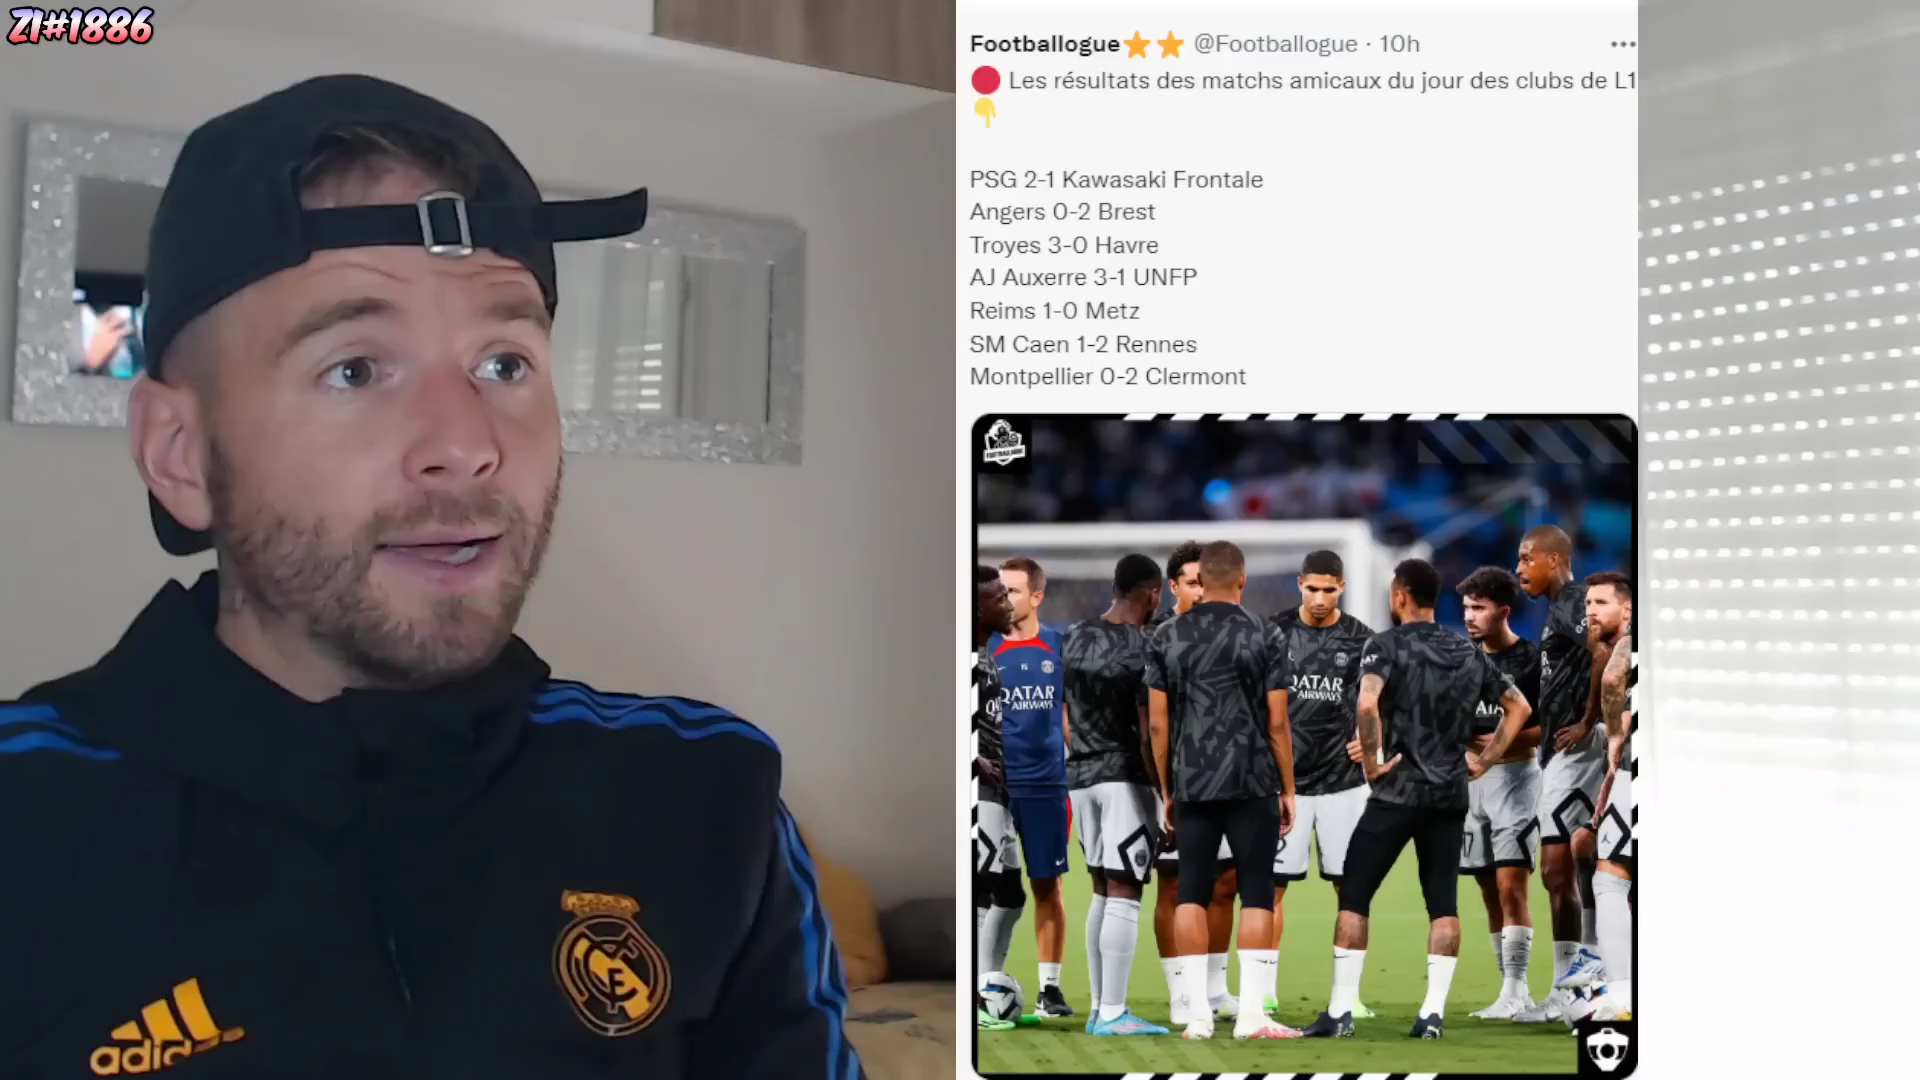 ZI#1886
Footballogue⭐⭐ @Footballogue · 10h
🔴 Les résultats des matchs amicaux du jour des clubs de L1
👇
PSG 2-1 Kawasaki Frontale
Angers 0-2 Brest
Troyes 3-0 Havre
AJ Auxerre 3-1 UNFP
Reims 1-0 Metz
SM Caen 1-2 Rennes
Montpellier 0-2 Clermont
FOOTBALLOGUE
QATAR
AIRWAYS
QATAR
AIRWAYS
adidas